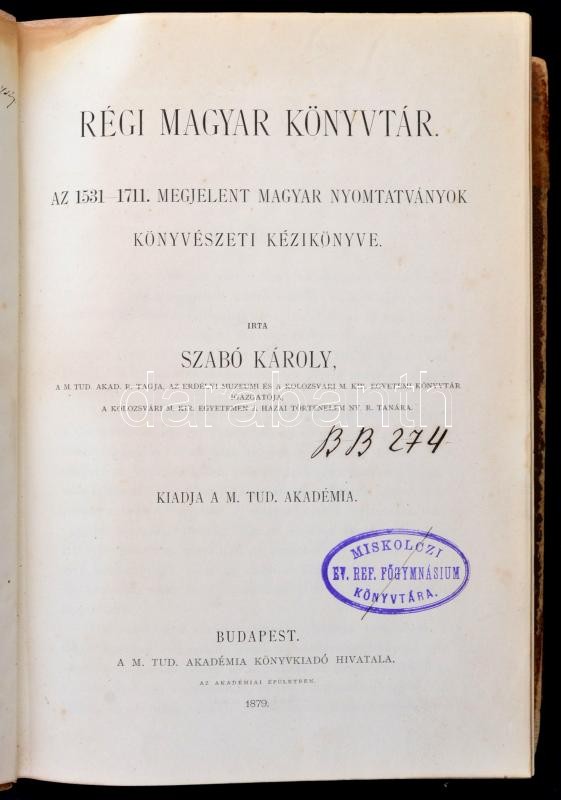 RÉGI MAGYAR KÖNYVTÁR.
AZ 1531–1711. MEGJELENT MAGYAR NYOMTATVÁNYOK
KÖNYVÉSZETI KÉZIKÖNYVE.
IRTA
SZABÓ KÁROLY,
A M. TUD. AKAD. R. TAGJA, AZ ERDÉLYI MUZEUMI ÉS A KOLOZSVÁRI M. KIR. EGYETEMI KÖNYVTÁR
IGAZGATÓJA,
A KOLOZSVÁRI M. KIR. EGYETEMEN A HAZAI TÖRTÉNELEM NY. R. TANÁRA.
darabanth
BB 274
KIADJA A M. TUD. AKADÉMIA.
MISKOLCZI
EV. REF. FŐGYMNÁSIUM
KÖNYVTÁRA.
BUDAPEST.
A M. TUD. AKADÉMIA KÖNYVKIADÓ HIVATALA.
AZ AKADÉMIAI ÉPÜLETBEN.
1879.